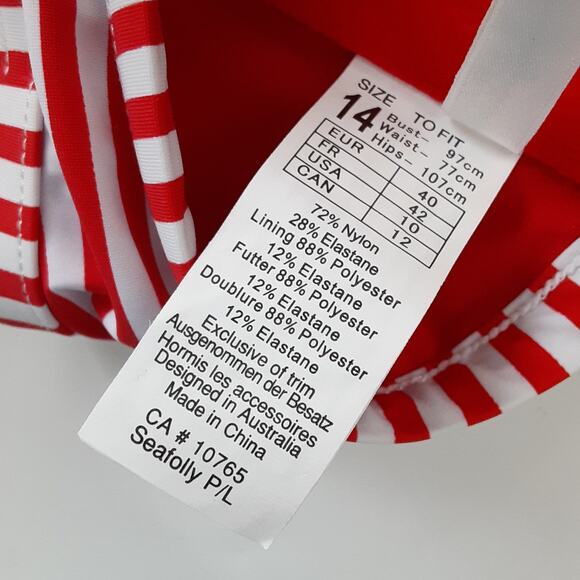 SIZE TO FIT
14 Bust- 97cm
Waist- 77cm
Hips- 107cm
EUR 40
FR 42
USA 10
CAN 12
72% Nylon
28% Elastane
Lining 88% Polyester
12% Elastane
Futter 88% Polyester
12% Elastane
Doublure 88% Polyester
12% Elastane
Exclusive of trim
Ausgenommen der Besatz
Hormis les accessoires
Designed in Australia
Made in China
CA # 10765
Seafolly P/L